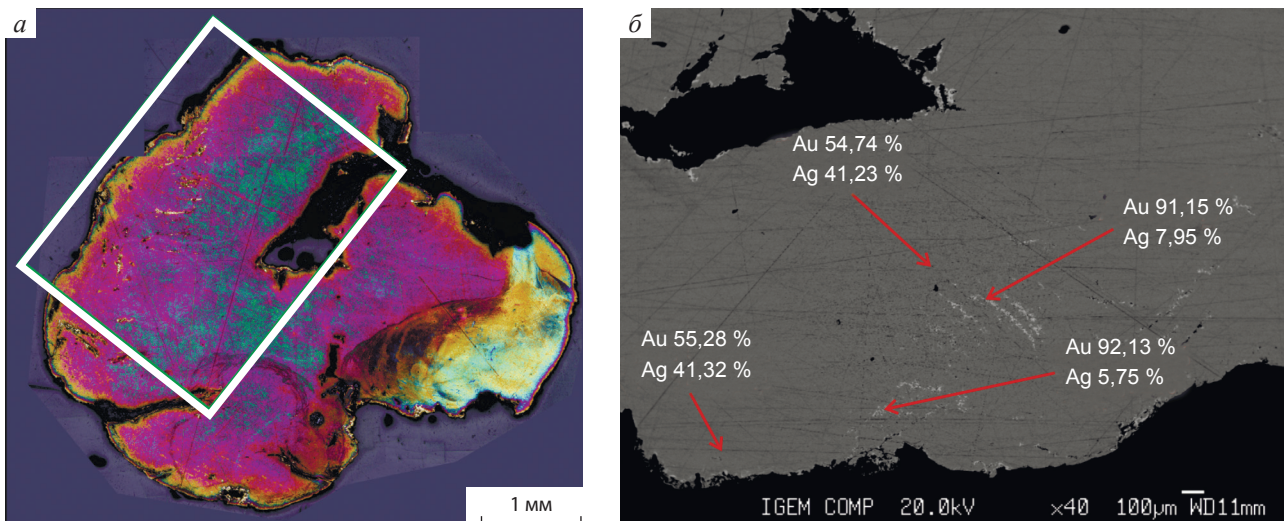 а
1 мм
б
Au 54,74 %
Ag 41,23 %
Au 91,15 %
Ag 7,95 %
Au 55,28 %
Ag 41,32 %
Au 92,13 %
Ag 5,75 %
IGEM COMP 20.0kV ×40 100μm WD11mm